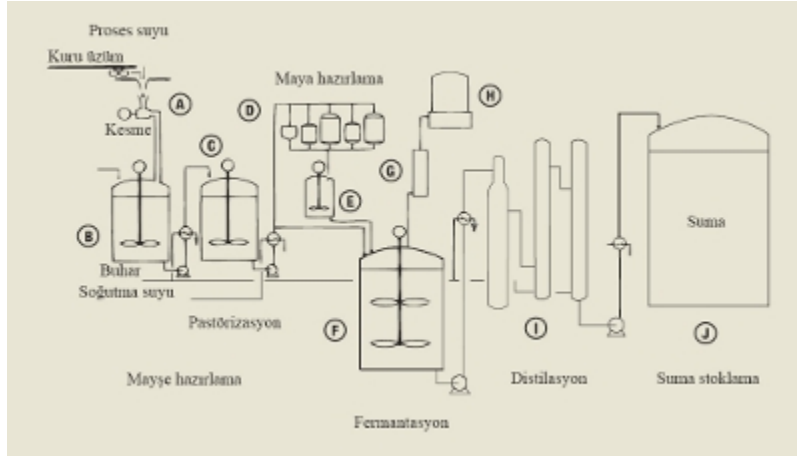 Proses suyu
Kuru üzüm
A
Kesme
Maya hazırlama
D
H
C
G
E
B
Buhar
Soğutma suyu
Pastörizasyon
F
I
Suma
J
Mayşe hazırlama
Distilasyon
Suma stoklama
Fermantasyon